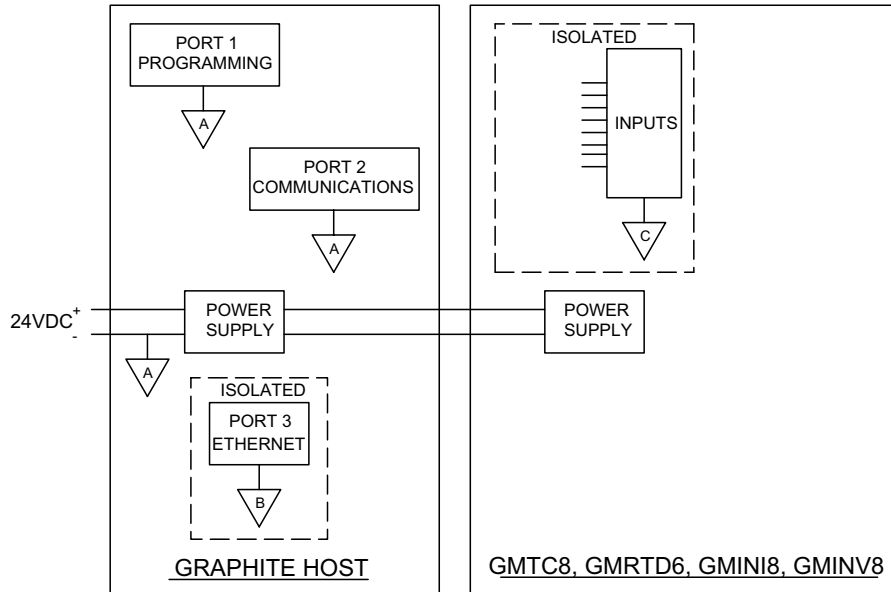 PORT 1
PROGRAMMING
A
PORT 2
COMMUNICATIONS
A
24VDC
+
-
POWER
SUPPLY
A
ISOLATED
PORT 3
ETHERNET
B
GRAPHITE HOST
ISOLATED
INPUTS
C
POWER
SUPPLY
GMTC8, GMRTD6, GMINI8, GMINV8